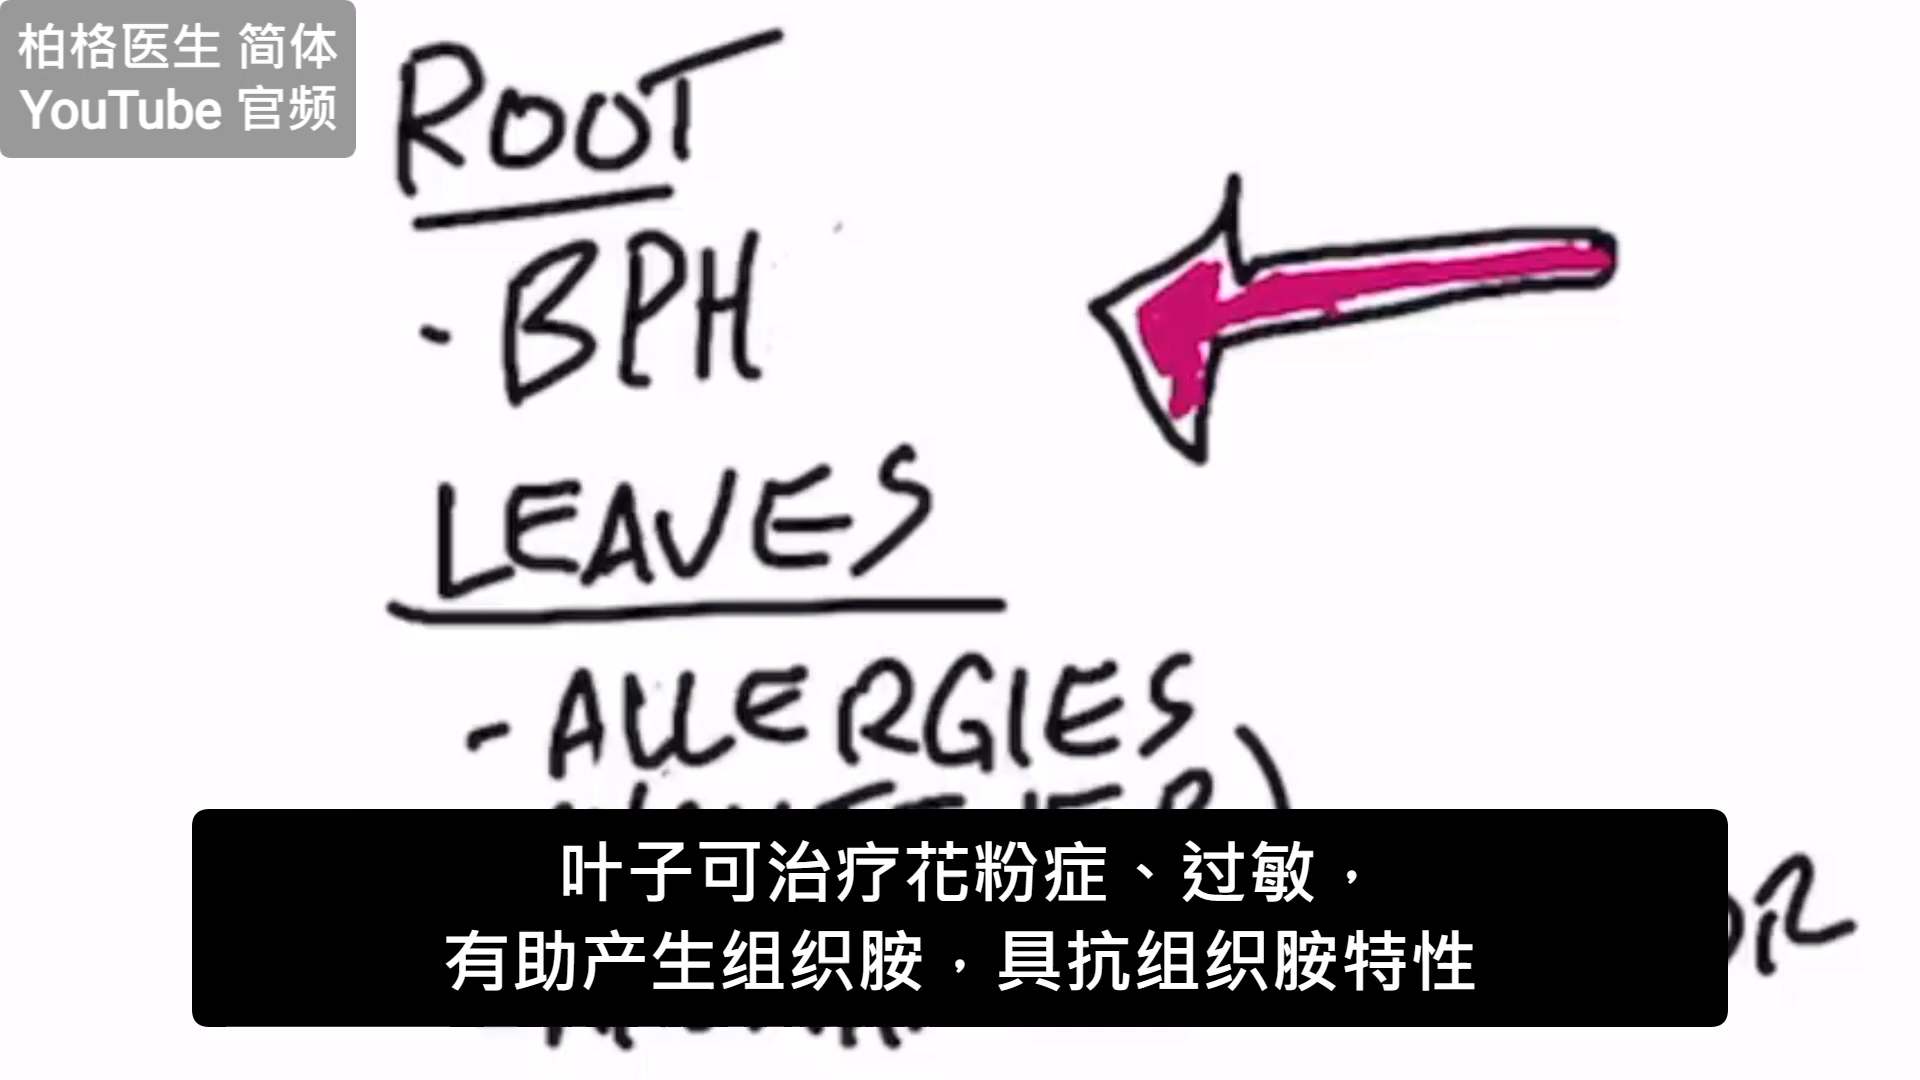 柏格医生 简体
YouTube 官频
ROOT
· BPH
LEAVES
- ALLERGIES
叶子可治疗花粉症、过敏，
有助产生组织胺，具抗组织胺特性